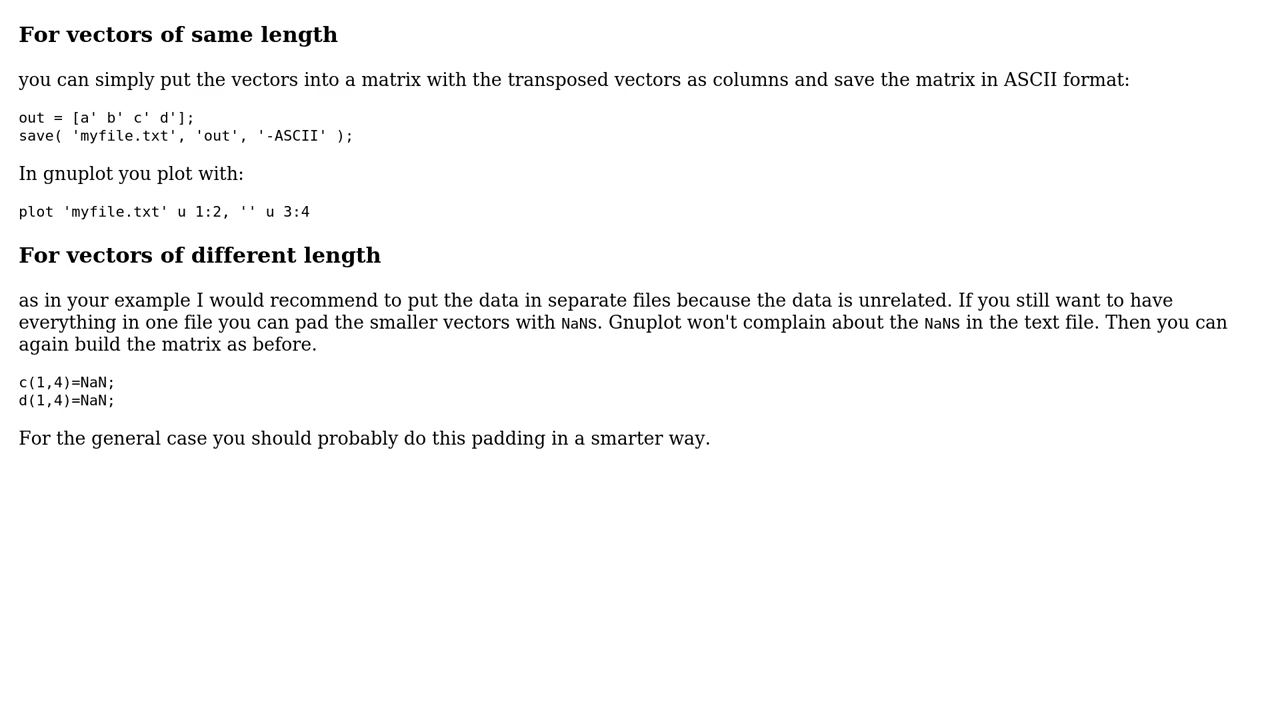 For vectors of same length
you can simply put the vectors into a matrix with the transposed vectors as columns and save the matrix in ASCII format:
out = [a' b' c' d'];
save( 'myfile.txt', 'out', '-ASCII' );
In gnuplot you plot with:
plot 'myfile.txt' u 1:2, '' u 3:4
For vectors of different length
as in your example I would recommend to put the data in separate files because the data is unrelated. If you still want to have
everything in one file you can pad the smaller vectors with NaNs. Gnuplot won't complain about the NaNs in the text file. Then you can
again build the matrix as before.
c(1,4)=NaN;
d(1,4)=NaN;
For the general case you should probably do this padding in a smarter way.